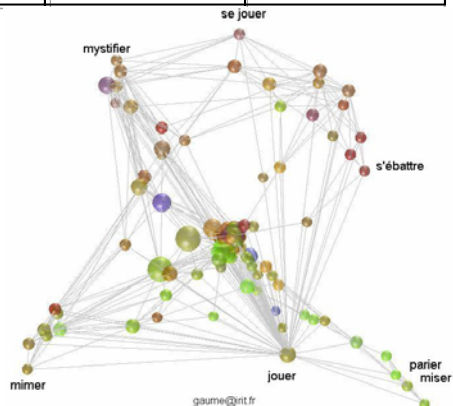 se jouer
mystifier
s'ébattre
parier
miser
jouer
mimer
gaume@irit.fr